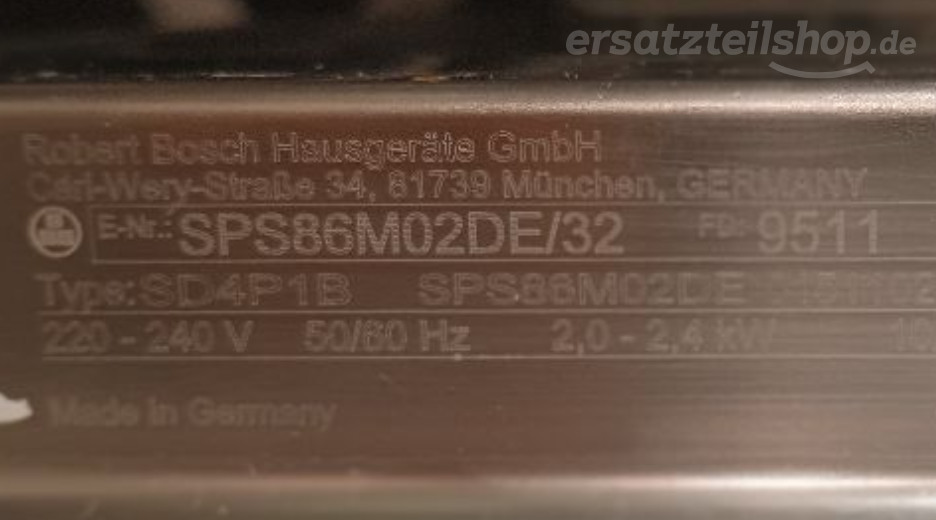 ersatzteilshop.de
Robert Bosch Hausgeräte GmbH
Carl-Wery-Straße 34, 81739 München, GERMANY
E-Nr.: SPS86M02DE/32 FD: 9511
Type: SD4P1B SPS86M02DE
220 - 240 V 50/60 Hz 2,0 - 2,4 kW
Made in Germany